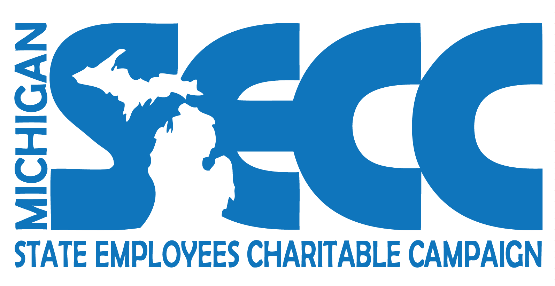 MICHIGAN
SECC
STATE EMPLOYEES CHARITABLE CAMPAIGN